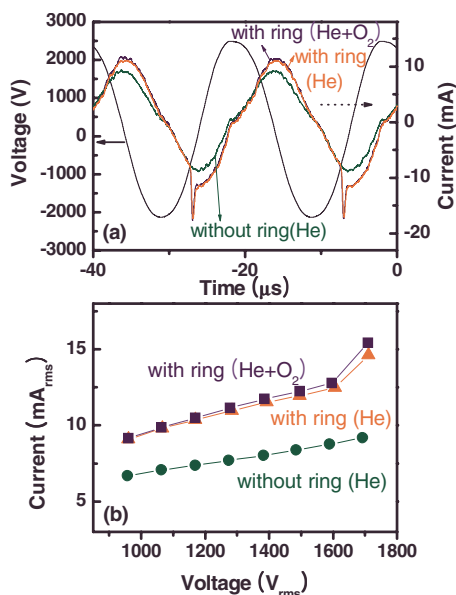 with ring (He+O2)
with ring
(He)
without ring(He)
(a)
Voltage (V)
3000
2000
1000
0
-1000
-2000
-3000
Current (mA)
10
0
-10
-20
-40
-20
0
Time (μs)
with ring (He+O2)
with ring (He)
without ring (He)
(b)
Current (mArms)
15
10
5
1000
1200
1400
1600
1800
Voltage (Vrms)